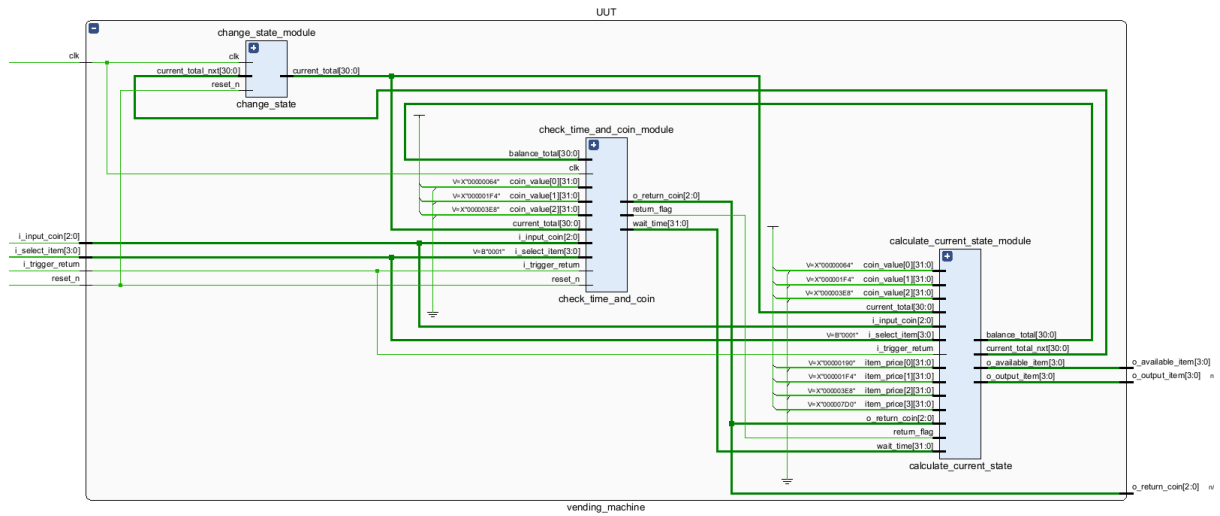 UUT
change_state_module
clk
clk
current_total_nxt[30:0]
current_total[30:0]
reset_n
change_state
check_time_and_coin_module
balance_total[30:0]
clk
V=X"00000064" coin_value[0][31:0]
V=X"000001F4" coin_value[1][31:0]
V=X"000003E8" coin_value[2][31:0]
current_total[30:0]
i_input_coin[2:0]
V=B"0001" i_select_item[3:0]
i_trigger_return
reset_n
o_return_coin[2:0]
return_flag
wait_time[31:0]
check_time_and_coin
i_input_coin[2:0]
i_select_item[3:0]
i_trigger_return
reset_n
calculate_current_state_module
V=X"00000064" coin_value[0][31:0]
V=X"000001F4" coin_value[1][31:0]
V=X"000003E8" coin_value[2][31:0]
current_total[30:0]
i_input_coin[2:0]
V=B"0001" i_select_item[3:0]
i_trigger_return
V=X"00000190" item_price[0][31:0]
V=X"000001F4" item_price[1][31:0]
V=X"000003E8" item_price[2][31:0]
V=X"000007D0" item_price[3][31:0]
o_return_coin[2:0]
return_flag
wait_time[31:0]
balance_total[30:0]
current_total_nxt[30:0]
o_available_item[3:0]
o_output_item[3:0]
calculate_current_state
o_available_item[3:0]
o_output_item[3:0] n
o_return_coin[2:0] n/
vending_machine